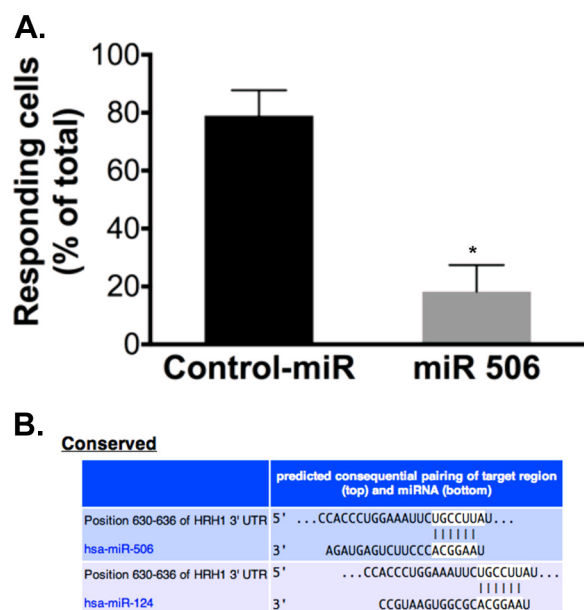 A.
Responding cells
(% of total)
100
80
60
40
20
0
*
Control-miR miR 506
B.
Conserved
predicted consequential pairing of target region
(top) and miRNA (bottom)
Position 630-636 of HRH1 3' UTR 5' ...CCACCCUGGAAAUUCUGCCUUAU...
||||||
hsa-miR-506 3' AGAUGAGUCUUCCCACGGAAU
Position 630-636 of HRH1 3' UTR 5' ...CCACCCUGGAAAUUCUGCCUUAU...
||||||
hsa-miR-124 3' CCGUAAGUGGCGCACGGAAU